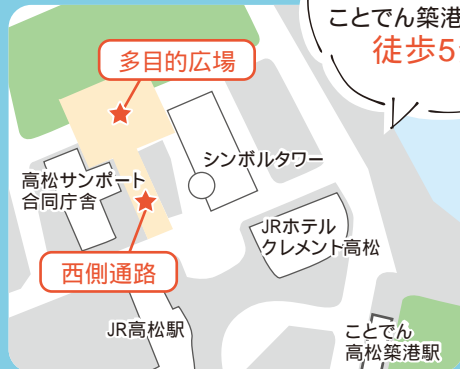 ことでん築港
徒歩5
多目的広場
シンボルタワー
高松サンポート
合同庁舎
JRホテル
クレメント高松
西側通路
JR高松駅
ことでん
高松築港駅